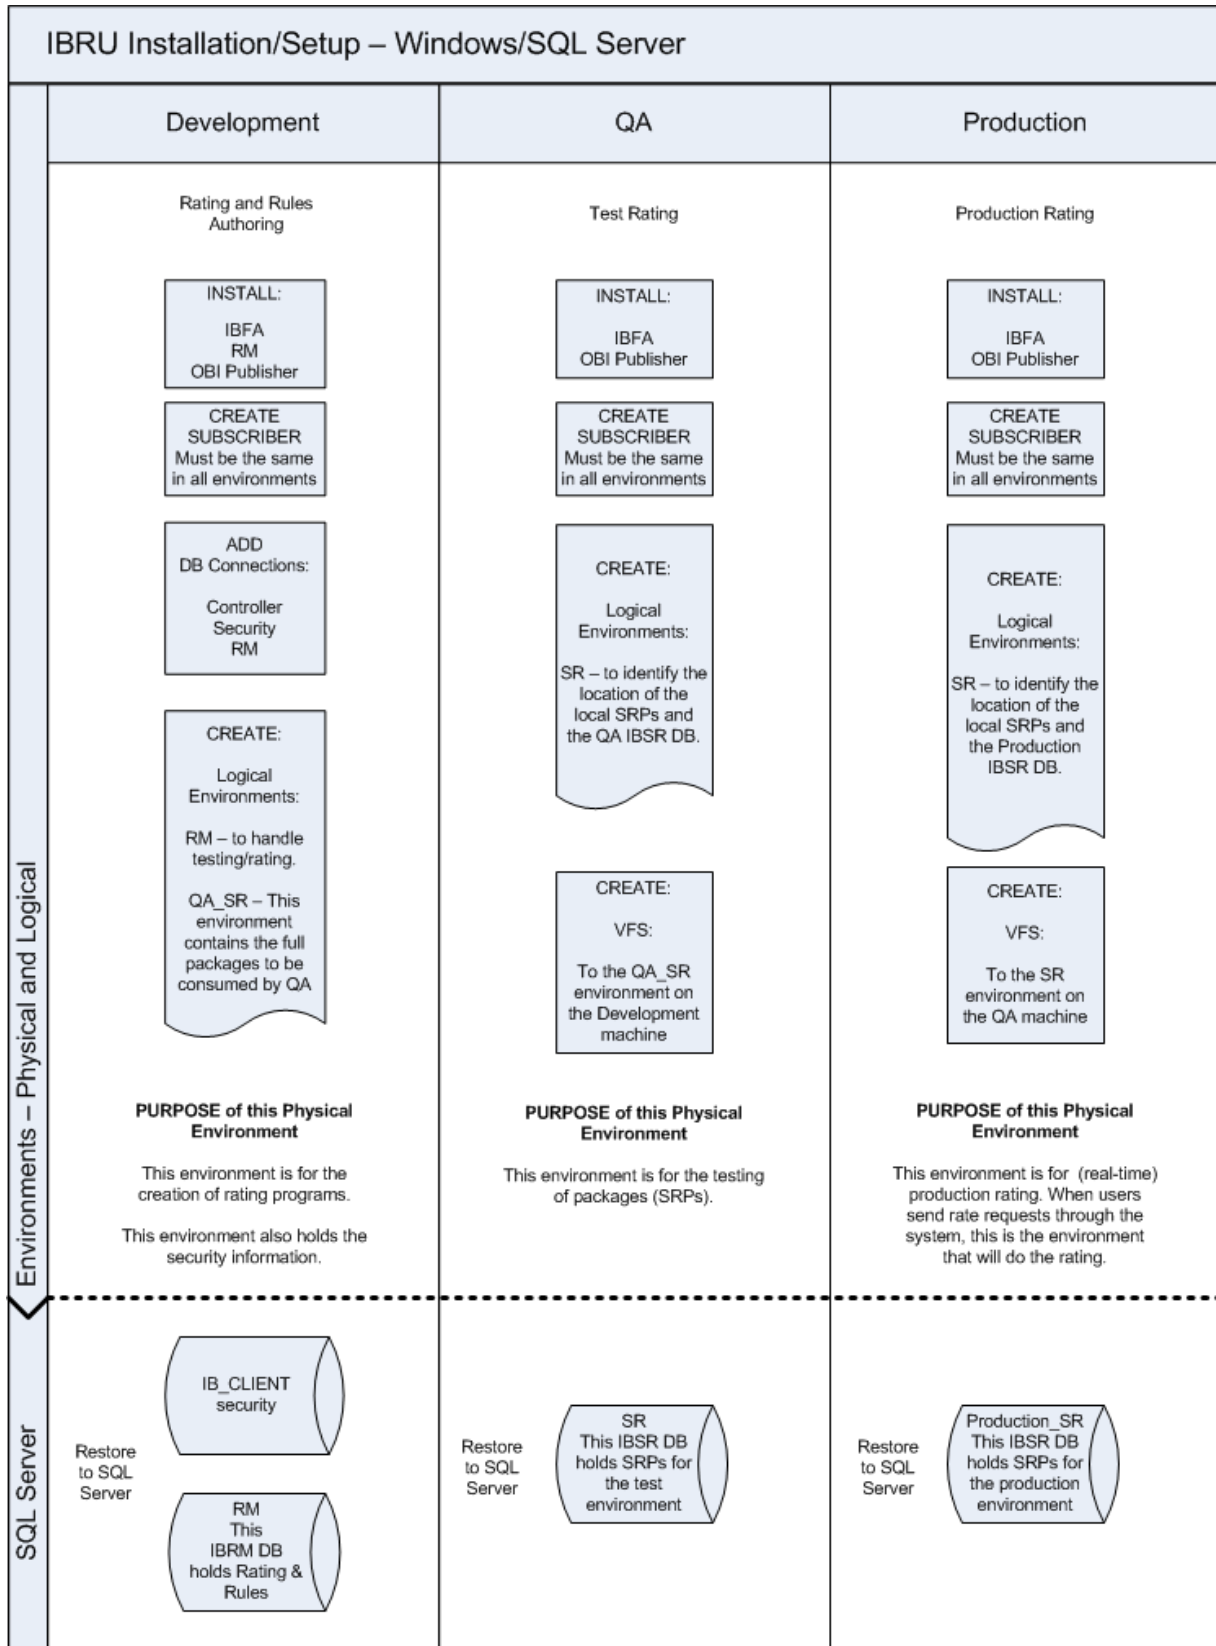 IBRU Installation/Setup – Windows/SQL Server
Development
QA
Production
Environments – Physical and Logical
Rating and Rules
Authoring
INSTALL:
IBFA
RM
OBI Publisher
CREATE
SUBSCRIBER
Must be the same
in all environments
ADD
DB Connections:
Controller
Security
RM
CREATE:
Logical
Environments:
RM – to handle
testing/rating.
QA_SR – This
environment
contains the full
packages to be
consumed by QA
PURPOSE of this Physical
Environment
This environment is for the
creation of rating programs.
This environment also holds the
security information.
Test Rating
INSTALL:
IBFA
OBI Publisher
CREATE
SUBSCRIBER
Must be the same
in all environments
CREATE:
Logical
Environments:
SR – to identify the
location of the
local SRPs and
the QA IBSR DB.
CREATE:
VFS:
To the QA_SR
environment on
the Development
machine
PURPOSE of this Physical
Environment
This environment is for the testing
of packages (SRPs).
Production Rating
INSTALL:
IBFA
OBI Publisher
CREATE
SUBSCRIBER
Must be the same
in all environments
CREATE:
Logical
Environments:
SR – to identify the
location of the
local SRPs and
the Production
IBSR DB.
CREATE:
VFS:
To the SR
environment on
the QA machine
PURPOSE of this Physical
Environment
This environment is for (real-time)
production rating. When users
send rate requests through the
system, this is the environment
that will do the rating.
SQL Server
Restore
to SQL
Server
IB_CLIENT
security
RM
This
IBRM DB
holds Rating &
Rules
Restore
to SQL
Server
SR
This IBSR DB
holds SRPs for
the test
environment
Restore
to SQL
Server
Production_SR
This IBSR DB
holds SRPs for
the production
environment